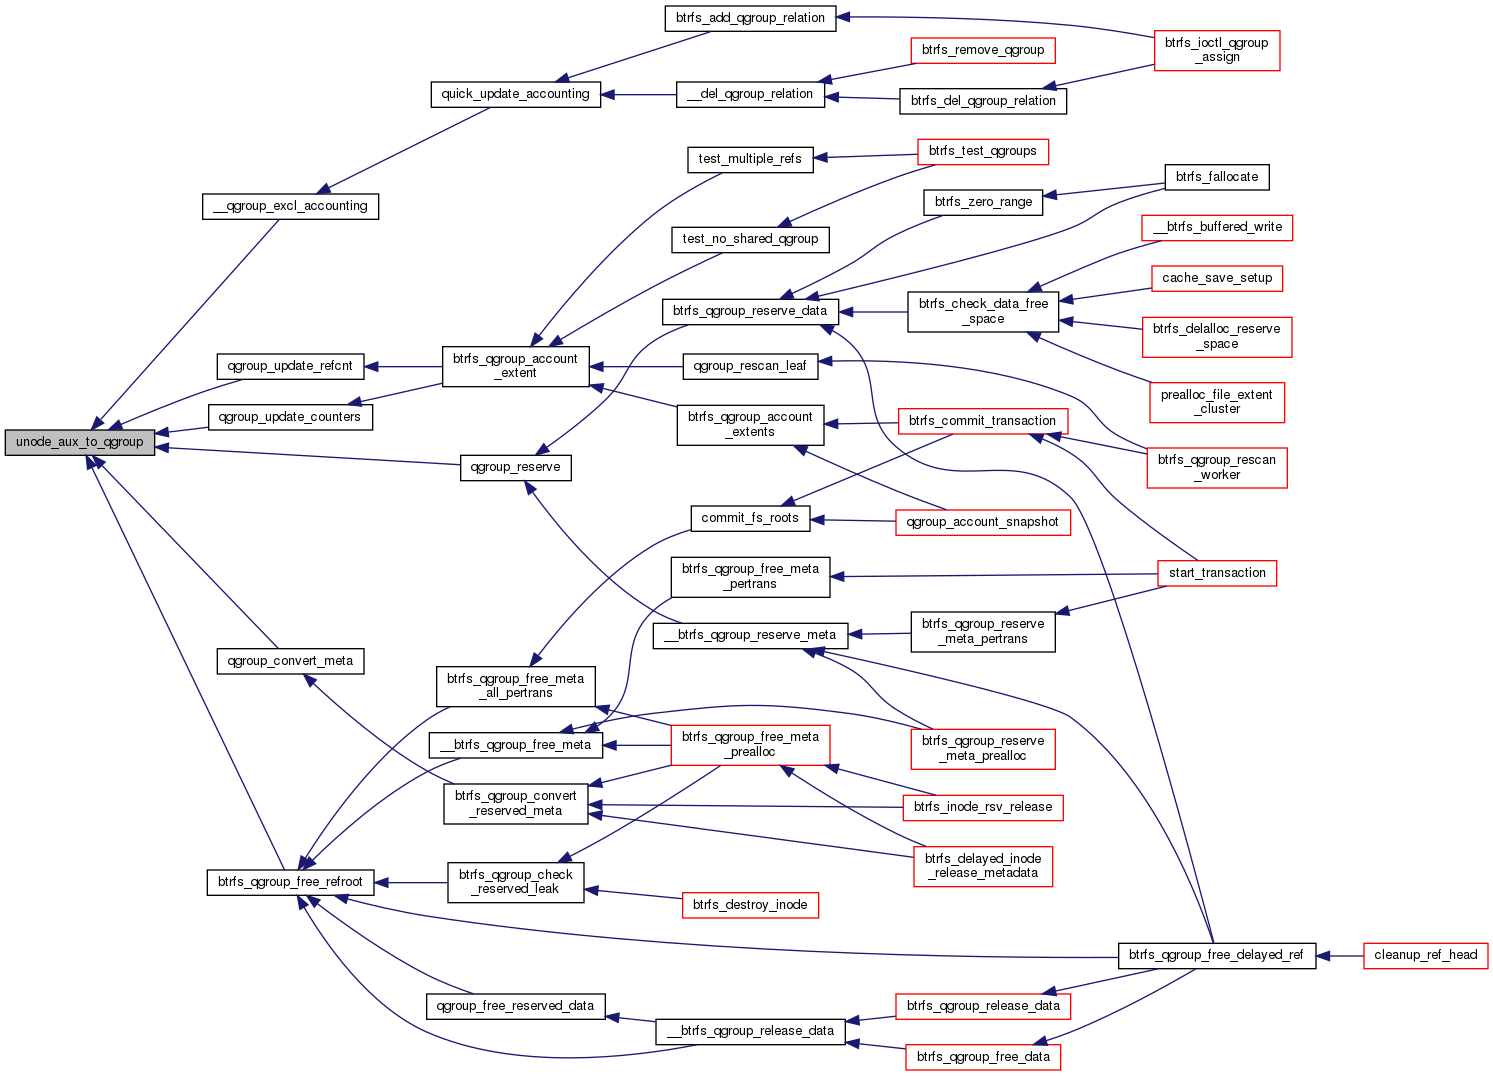 btrfs_add_qgroup_relation
btrfs_ioctl_qgroup
_assign
btrfs_remove_qgroup
quick_update_accounting
__del_qgroup_relation
btrfs_del_qgroup_relation
test_multiple_refs
btrfs_test_qgroups
btrfs_fallocate
__qgroup_excl_accounting
btrfs_zero_range
__btrfs_buffered_write
test_no_shared_qgroup
cache_save_setup
btrfs_qgroup_reserve_data
btrfs_check_data_free
_space
btrfs_delalloc_reserve
_space
qgroup_update_refcnt
btrfs_qgroup_account
_extent
qgroup_rescan_leaf
prealloc_file_extent
_cluster
qgroup_update_counters
btrfs_qgroup_account
_extents
btrfs_commit_transaction
unode_aux_to_qgroup
qgroup_reserve
btrfs_qgroup_rescan
_worker
commit_fs_roots
qgroup_account_snapshot
btrfs_qgroup_free_meta
_pertrans
start_transaction
__btrfs_qgroup_reserve_meta
btrfs_qgroup_reserve
_meta_pertrans
qgroup_convert_meta
btrfs_qgroup_free_meta
_all_pertrans
__btrfs_qgroup_free_meta
btrfs_qgroup_free_meta
_prealloc
btrfs_qgroup_reserve
_meta_prealloc
btrfs_qgroup_convert
_reserved_meta
btrfs_inode_rsv_release
btrfs_delayed_inode
_release_metadata
btrfs_qgroup_free_refroot
btrfs_qgroup_check
_reserved_leak
btrfs_destroy_inode
btrfs_qgroup_free_delayed_ref
cleanup_ref_head
qgroup_free_reserved_data
btrfs_qgroup_release_data
__btrfs_qgroup_release_data
btrfs_qgroup_free_data